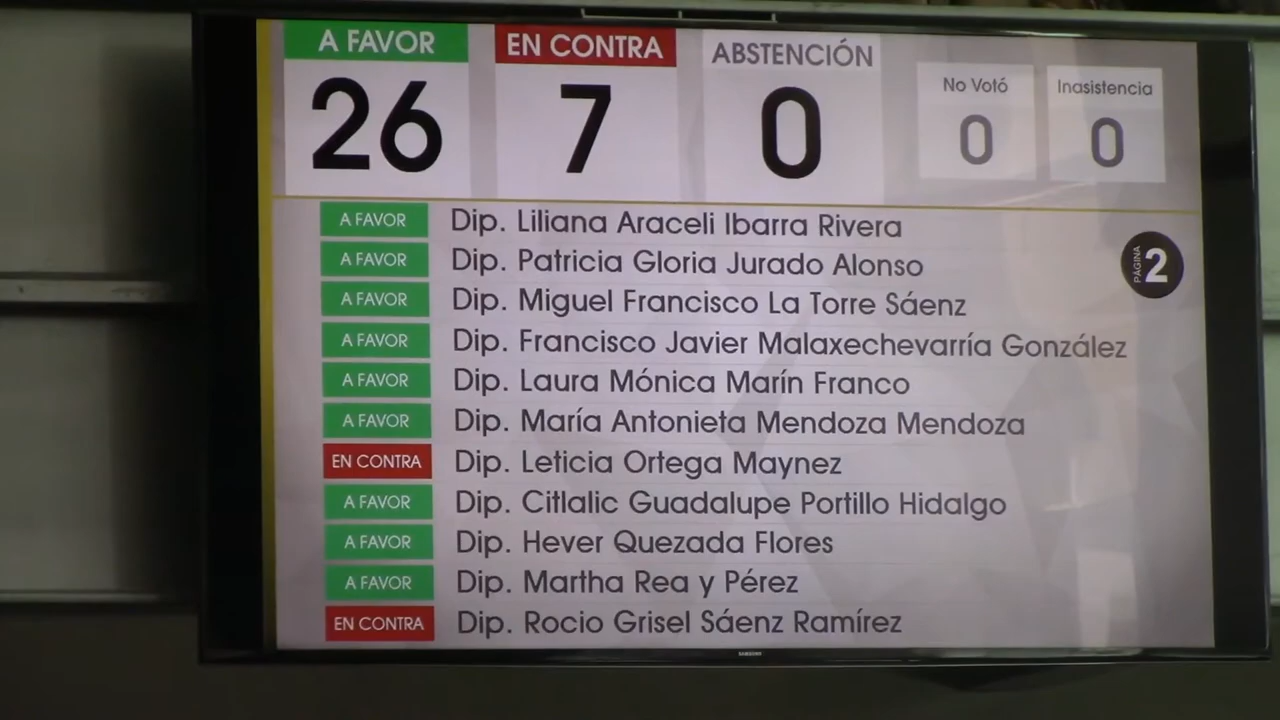 A FAVOR
26
EN CONTRA
7
ABSTENCIÓN
0
No Votó
0
Inasistencia
0
A FAVOR Dip. Liliana Araceli Ibarra Rivera
A FAVOR Dip. Patricia Gloria Jurado Alonso
PÁGINA 2
A FAVOR Dip. Miguel Francisco La Torre Sáenz
A FAVOR Dip. Francisco Javier Malaxechevarría González
A FAVOR Dip. Laura Mónica Marín Franco
A FAVOR Dip. María Antonieta Mendoza Mendoza
EN CONTRA Dip. Leticia Ortega Maynez
A FAVOR Dip. Citlalic Guadalupe Portillo Hidalgo
A FAVOR Dip. Hever Quezada Flores
A FAVOR Dip. Martha Rea y Pérez
EN CONTRA Dip. Rocio Grisel Sáenz Ramírez